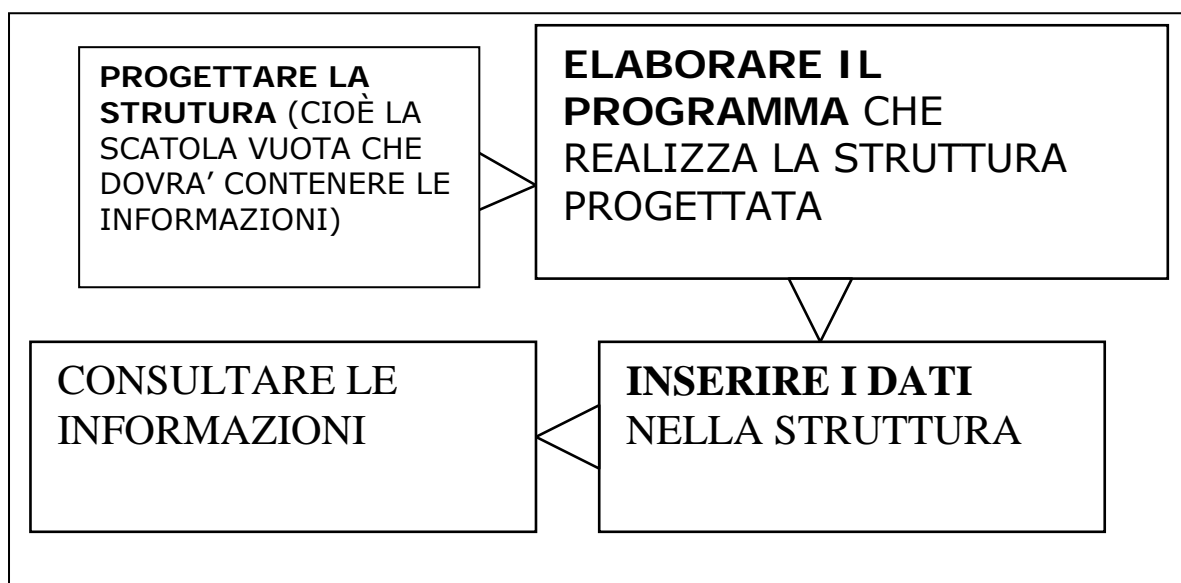 PROGETTARE LA
STRUTURA (CIOÈ LA
SCATOLA VUOTA CHE
DOVRA’ CONTENERE LE
INFORMAZIONI)
ELABORARE IL
PROGRAMMA CHE
REALIZZA LA STRUTTURA
PROGETTATA
INSERIRE I DATI
NELLA STRUTTURA
CONSULTARE LE
INFORMAZIONI